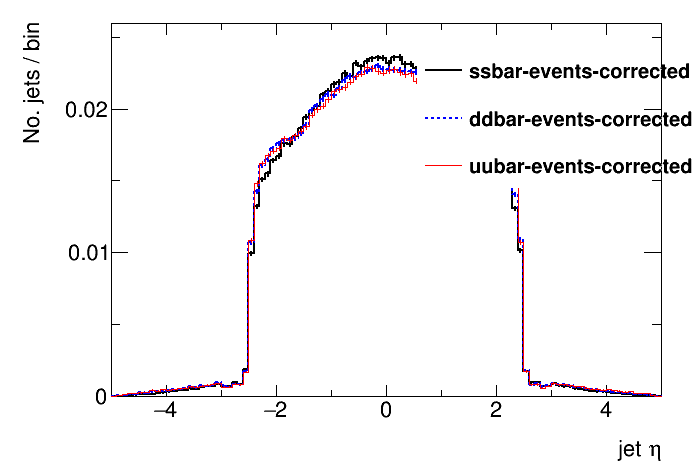 No. jets / bin
ssbar-events-corrected
ddbar-events-corrected
uubar-events-corrected
0.02
0.01
0
−4
−2
0
2
4
jet η